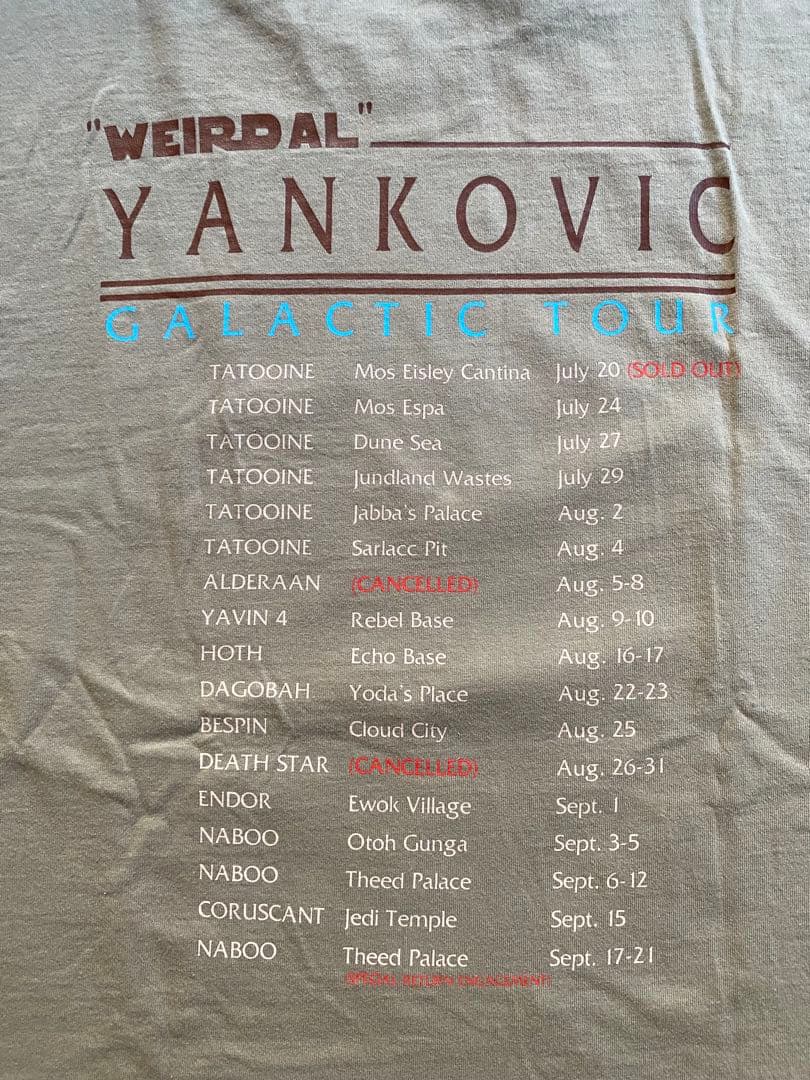 "WEIRD AL"
YANKOVIC
GALACTIC TOUR
TATOOINE Mos Eisley Cantina July 20 (SOLD OUT)
TATOOINE Mos Espa July 24
TATOOINE Dune Sea July 27
TATOOINE Jundland Wastes July 29
TATOOINE Jabba's Palace Aug. 2
TATOOINE Sarlacc Pit Aug. 4
ALDERAAN (CANCELLED) Aug. 5-8
YAVIN 4 Rebel Base Aug. 9-10
HOTH Echo Base Aug. 16-17
DAGOBAH Yoda's Place Aug. 22-23
BESPIN Cloud City Aug. 25
DEATH STAR (CANCELLED) Aug. 26-31
ENDOR Ewok Village Sept. 1
NABOO Otoh Gunga Sept. 3-5
NABOO Theed Palace Sept. 6-12
CORUSCANT Jedi Temple Sept. 15
NABOO Theed Palace Sept. 17-21
(SPECIAL RETURN ENGAGEMENT)